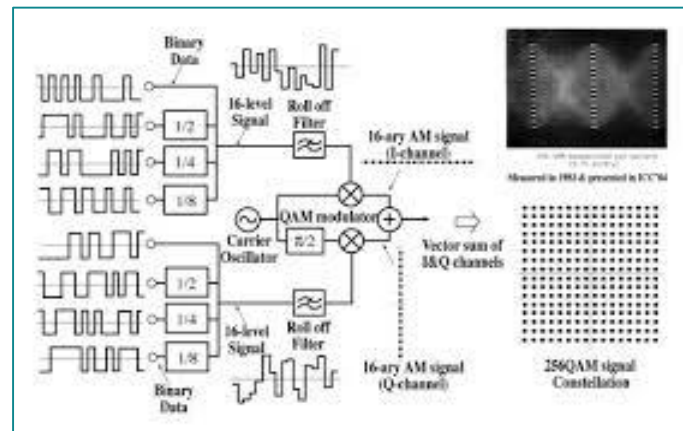 Binary
Data
1/2
1/4
1/8
16-level
Signal
Roll off
Filter
16-ary AM signal
(I-channel)
QAM modulator
Carrier
Oscillator
π/2
Vector sum of
I&Q channels
1/2
1/4
1/8
16-level
Signal
Roll off
Filter
Binary
Data
16-ary AM signal
(Q-channel)
Measured in 1983 & presented in ICC'84
256QAM signal
Constellation